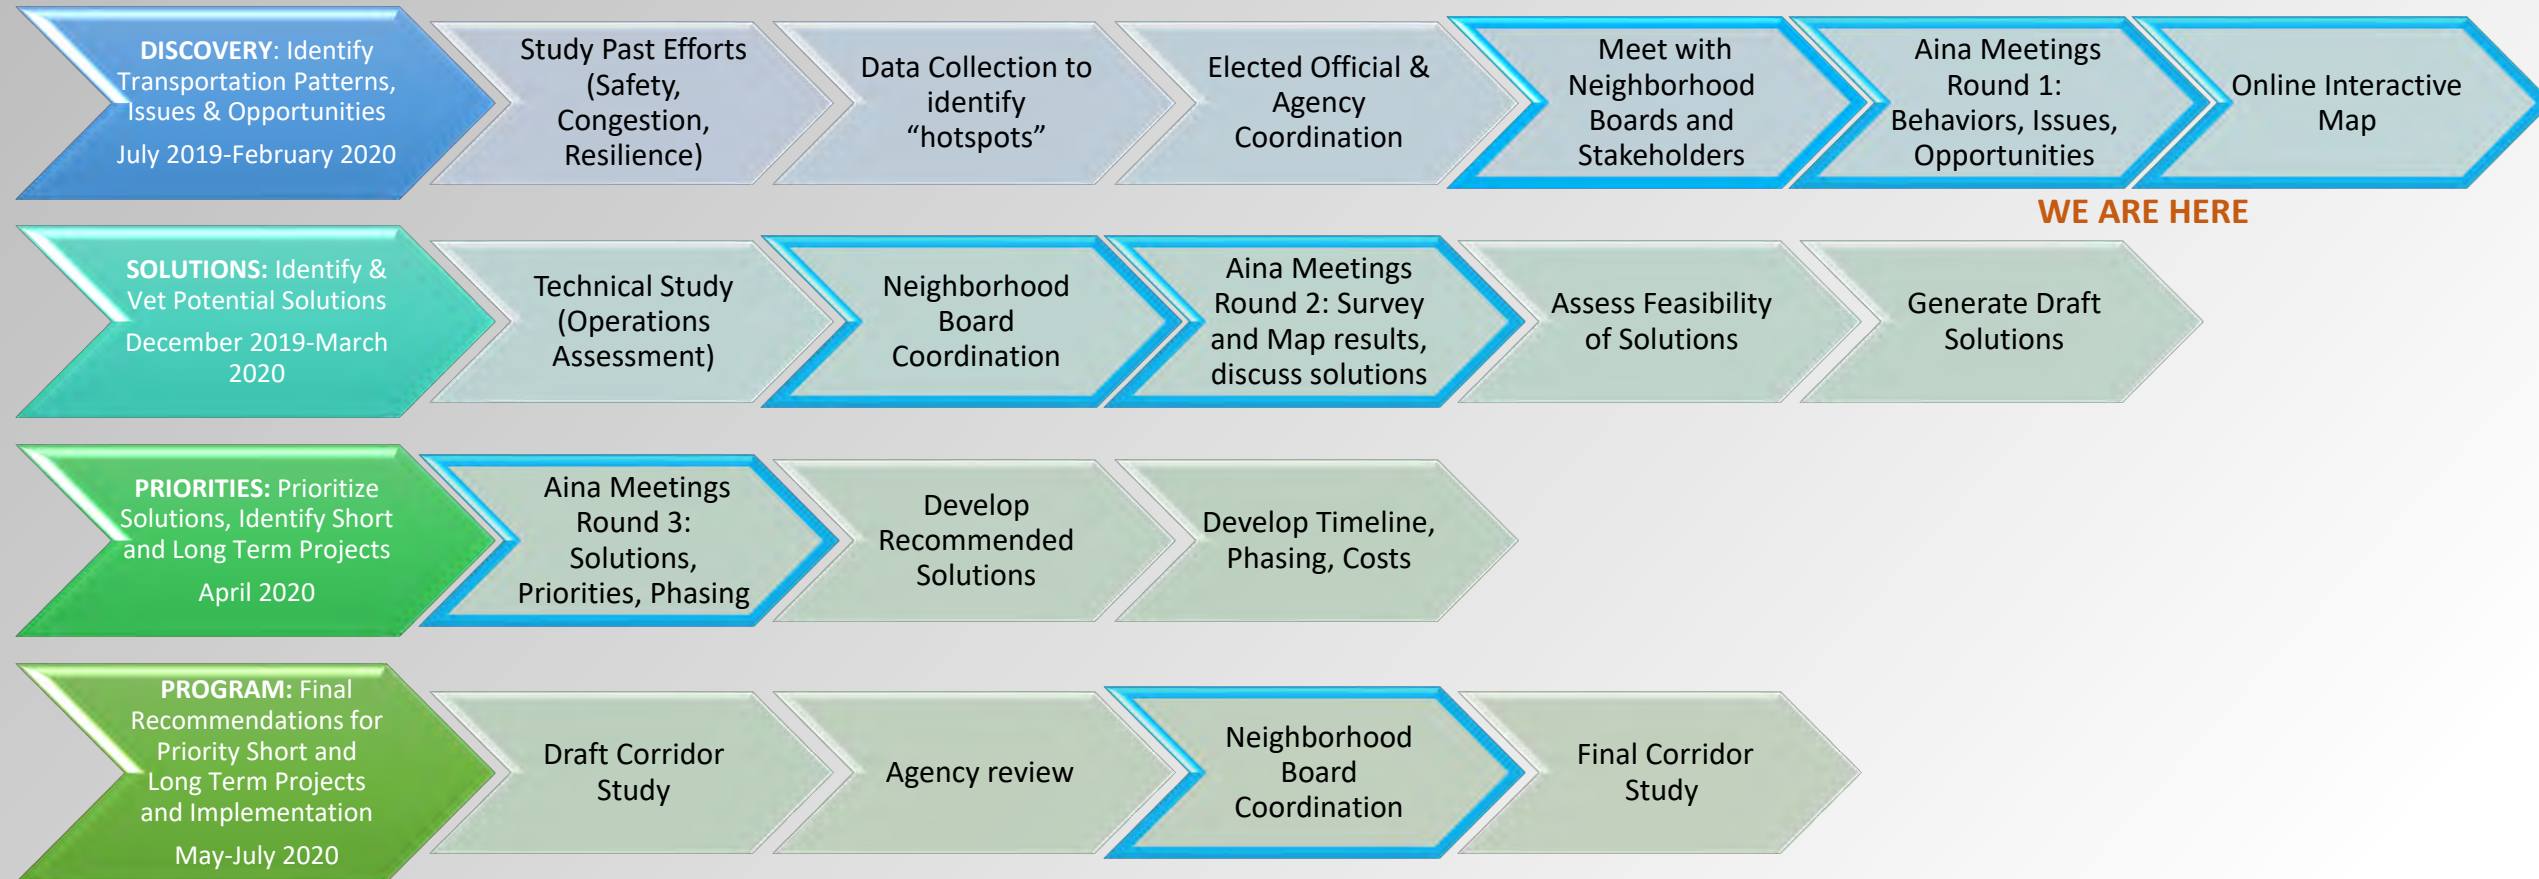 DISCOVERY: Identify
Transportation Patterns,
Issues & Opportunities
July 2019-February 2020
Study Past Efforts
(Safety,
Congestion,
Resilience)
Data Collection to
identify
“hotspots”
Elected Official &
Agency
Coordination
Meet with
Neighborhood
Boards and
Stakeholders
Aina Meetings
Round 1:
Behaviors, Issues,
Opportunities
Online Interactive
Map
WE ARE HERE
SOLUTIONS: Identify &
Vet Potential Solutions
December 2019-March
2020
Technical Study
(Operations
Assessment)
Neighborhood
Board
Coordination
Aina Meetings
Round 2: Survey
and Map results,
discuss solutions
Assess Feasibility
of Solutions
Generate Draft
Solutions
PRIORITIES: Prioritize
Solutions, Identify Short
and Long Term Projects
April 2020
Aina Meetings
Round 3:
Solutions,
Priorities, Phasing
Develop
Recommended
Solutions
Develop Timeline,
Phasing, Costs
PROGRAM: Final
Recommendations for
Priority Short and
Long Term Projects
and Implementation
May-July 2020
Draft Corridor
Study
Agency review
Neighborhood
Board
Coordination
Final Corridor
Study